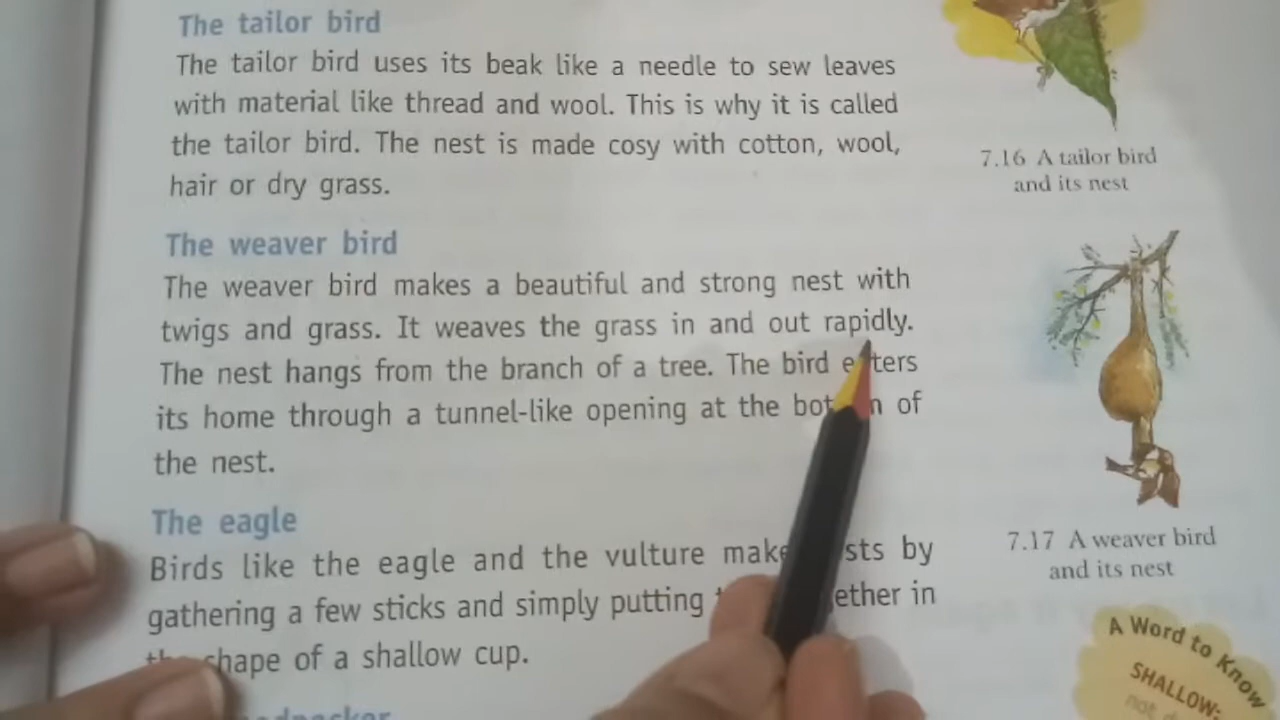 The tailor bird
The tailor bird uses its beak like a needle to sew leaves
with material like thread and wool. This is why it is called
the tailor bird. The nest is made cosy with cotton, wool,
hair or dry grass.
7.16 A tailor bird
and its nest
The weaver bird
The weaver bird makes a beautiful and strong nest with
twigs and grass. It weaves the grass in and out rapidly.
The nest hangs from the branch of a tree. The bird
its home through a tunnel-like opening at the of
the nest.
7.17 A weaver bird
and its nest
The eagle
Birds like the eagle and the vulture make by
gathering a few sticks and simply putting in
shape of a shallow cup.
A Word to Know
SHALLOW:
not